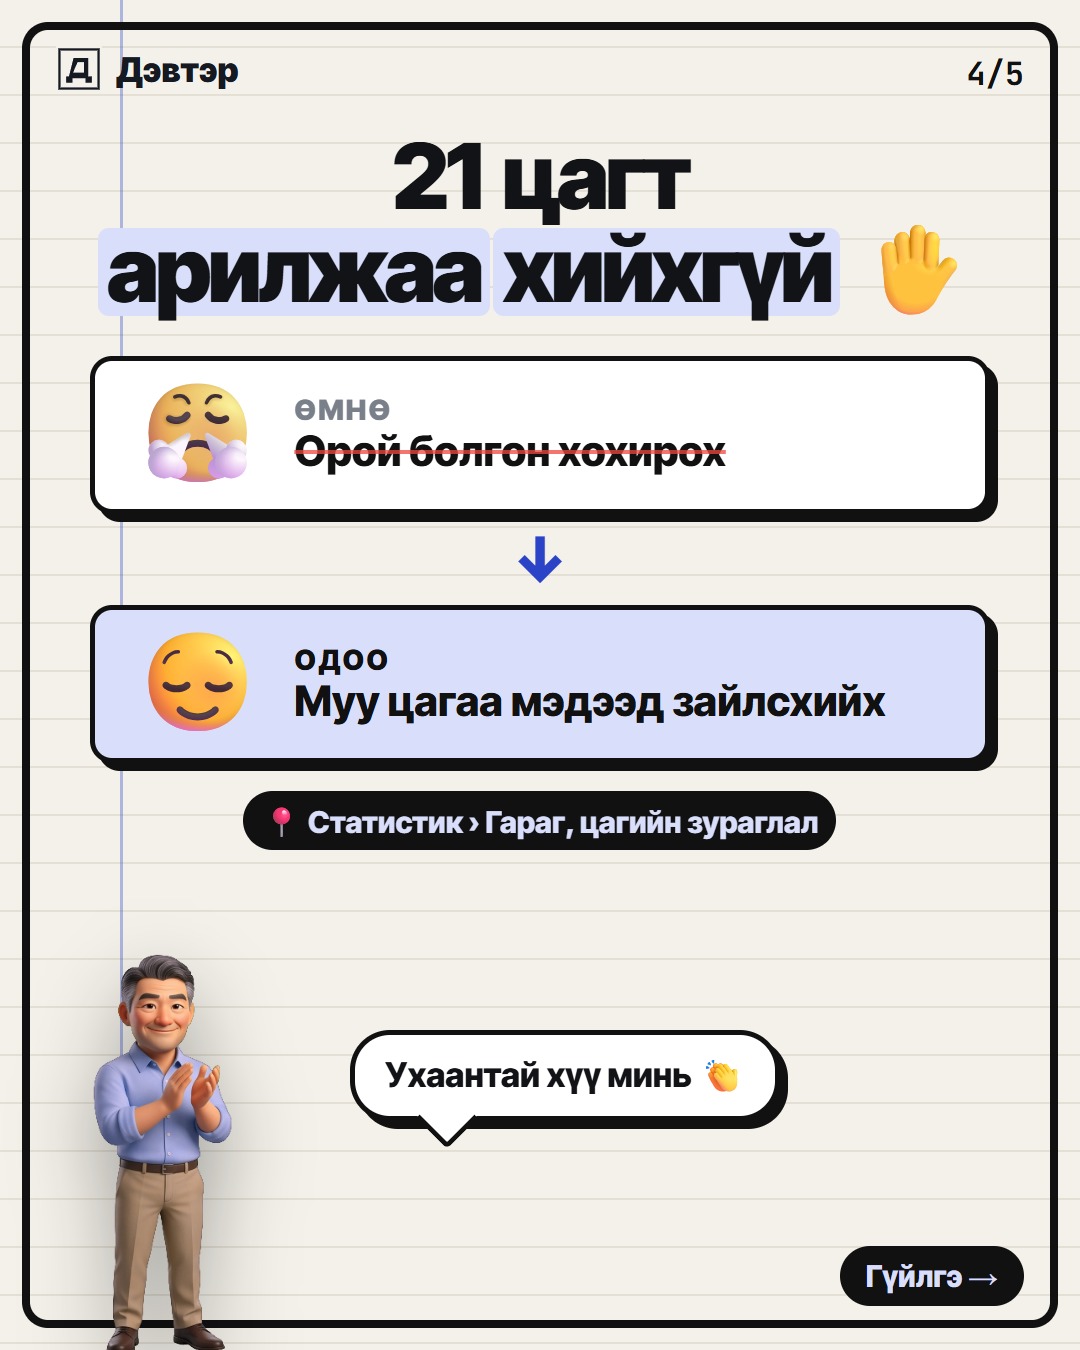 Д Дэвтэр
4/5
21 цагт
арилжаа хийхгүй 🖐
өмнө
Орой болгон хохирох
↓
одоо
Муу цагаа мэдээд зайлсхийх
📍 Статистик › Гараг, цагийн зураглал
Ухаантай хүү минь 👏
Гүйлгэ →